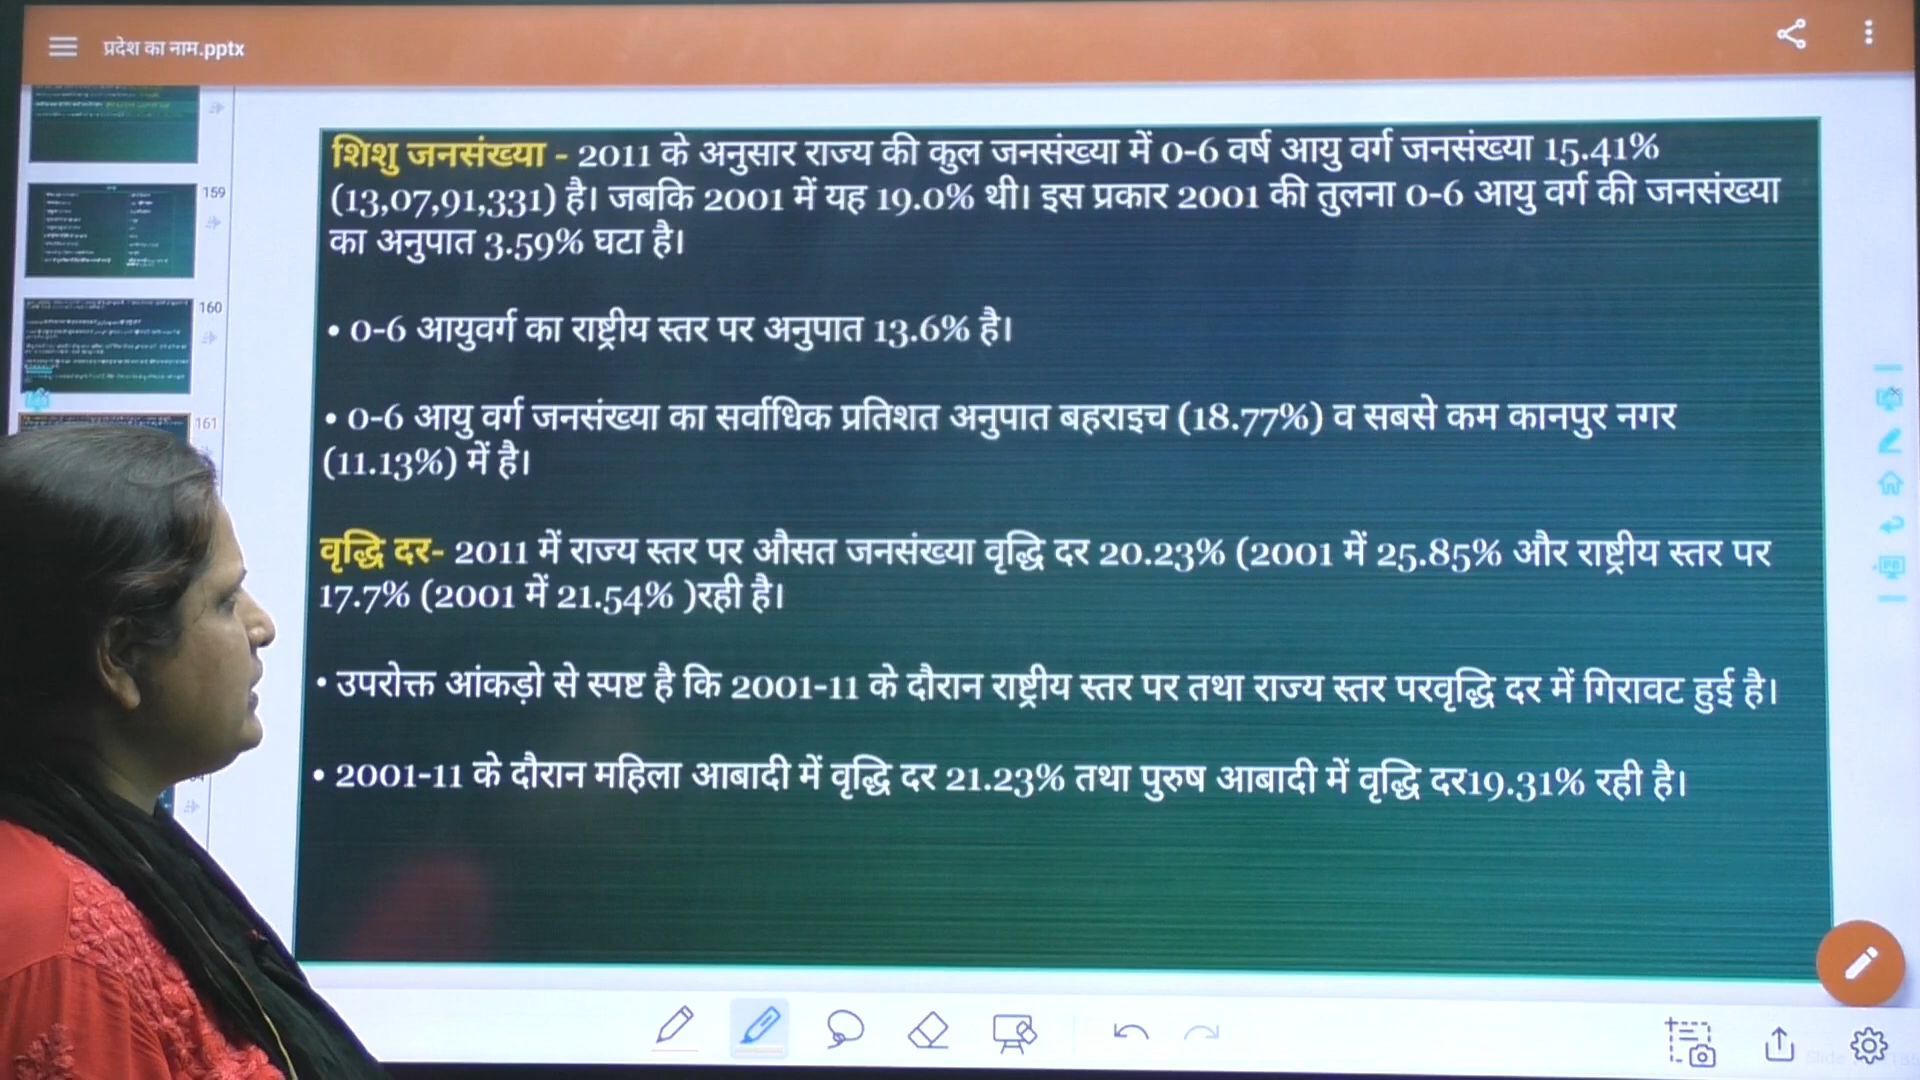 प्रदेश का नाम.pptx
159
160
161
शिशु जनसंख्या - 2011 के अनुसार राज्य की कुल जनसंख्या में 0-6 वर्ष आयु वर्ग जनसंख्या 15.41%
(13,07,91,331) है। जबकि 2001 में यह 19.0% थी। इस प्रकार 2001 की तुलना 0-6 आयु वर्ग की जनसंख्या
का अनुपात 3.59% घटा है।
• 0-6 आयुवर्ग का राष्ट्रीय स्तर पर अनुपात 13.6% है।
• 0-6 आयु वर्ग जनसंख्या का सर्वाधिक प्रतिशत अनुपात बहराइच (18.77%) व सबसे कम कानपुर नगर
(11.13%) में है।
वृद्धि दर- 2011 में राज्य स्तर पर औसत जनसंख्या वृद्धि दर 20.23% (2001 में 25.85% और राष्ट्रीय स्तर पर
17.7% (2001 में 21.54% )रही है।
• उपरोक्त आंकड़ो से स्पष्ट है कि 2001-11 के दौरान राष्ट्रीय स्तर पर तथा राज्य स्तर परवृद्धि दर में गिरावट हुई है।
• 2001-11 के दौरान महिला आबादी में वृद्धि दर 21.23% तथा पुरुष आबादी में वृद्धि दर19.31% रही है।